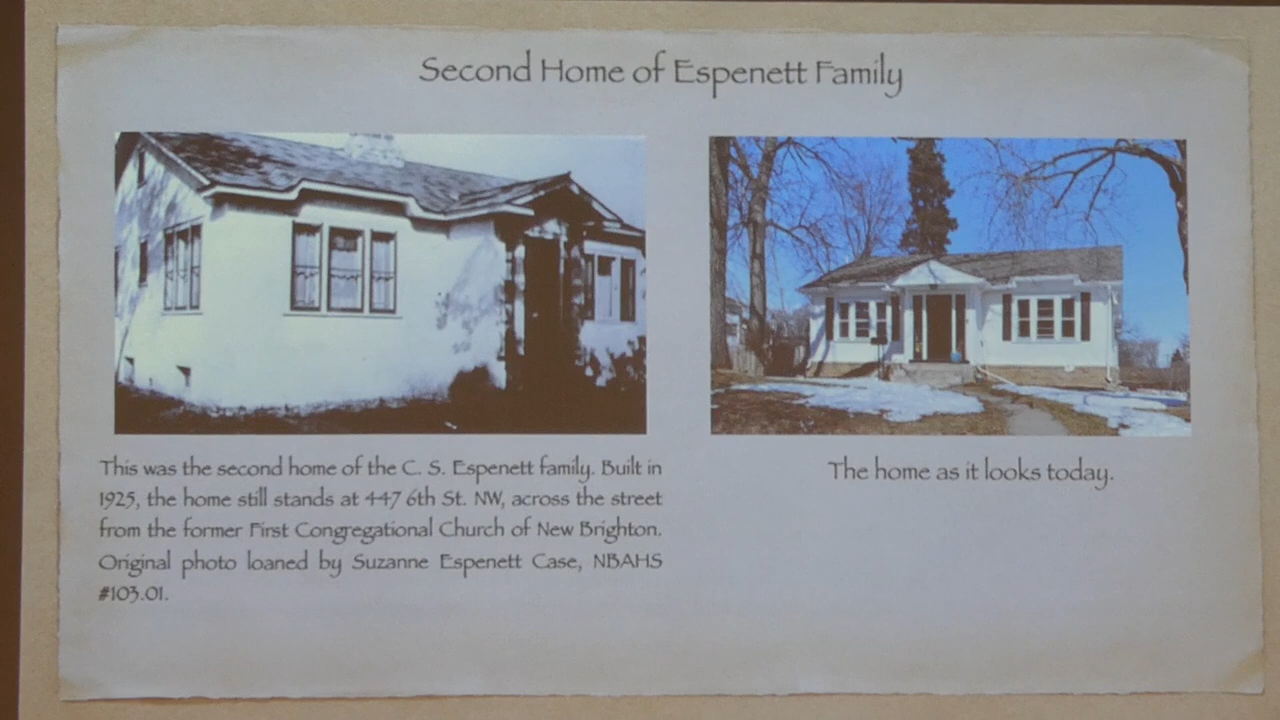 Second Home of Espenett Family
This was the second home of the C. S. Espenett family. Built in
1925, the home still stands at 447 6th St. NW, across the street
from the former First Congregational Church of New Brighton.
Original photo loaned by Suzanne Espenett Case, NBAHS
#103.01.
The home as it looks today.